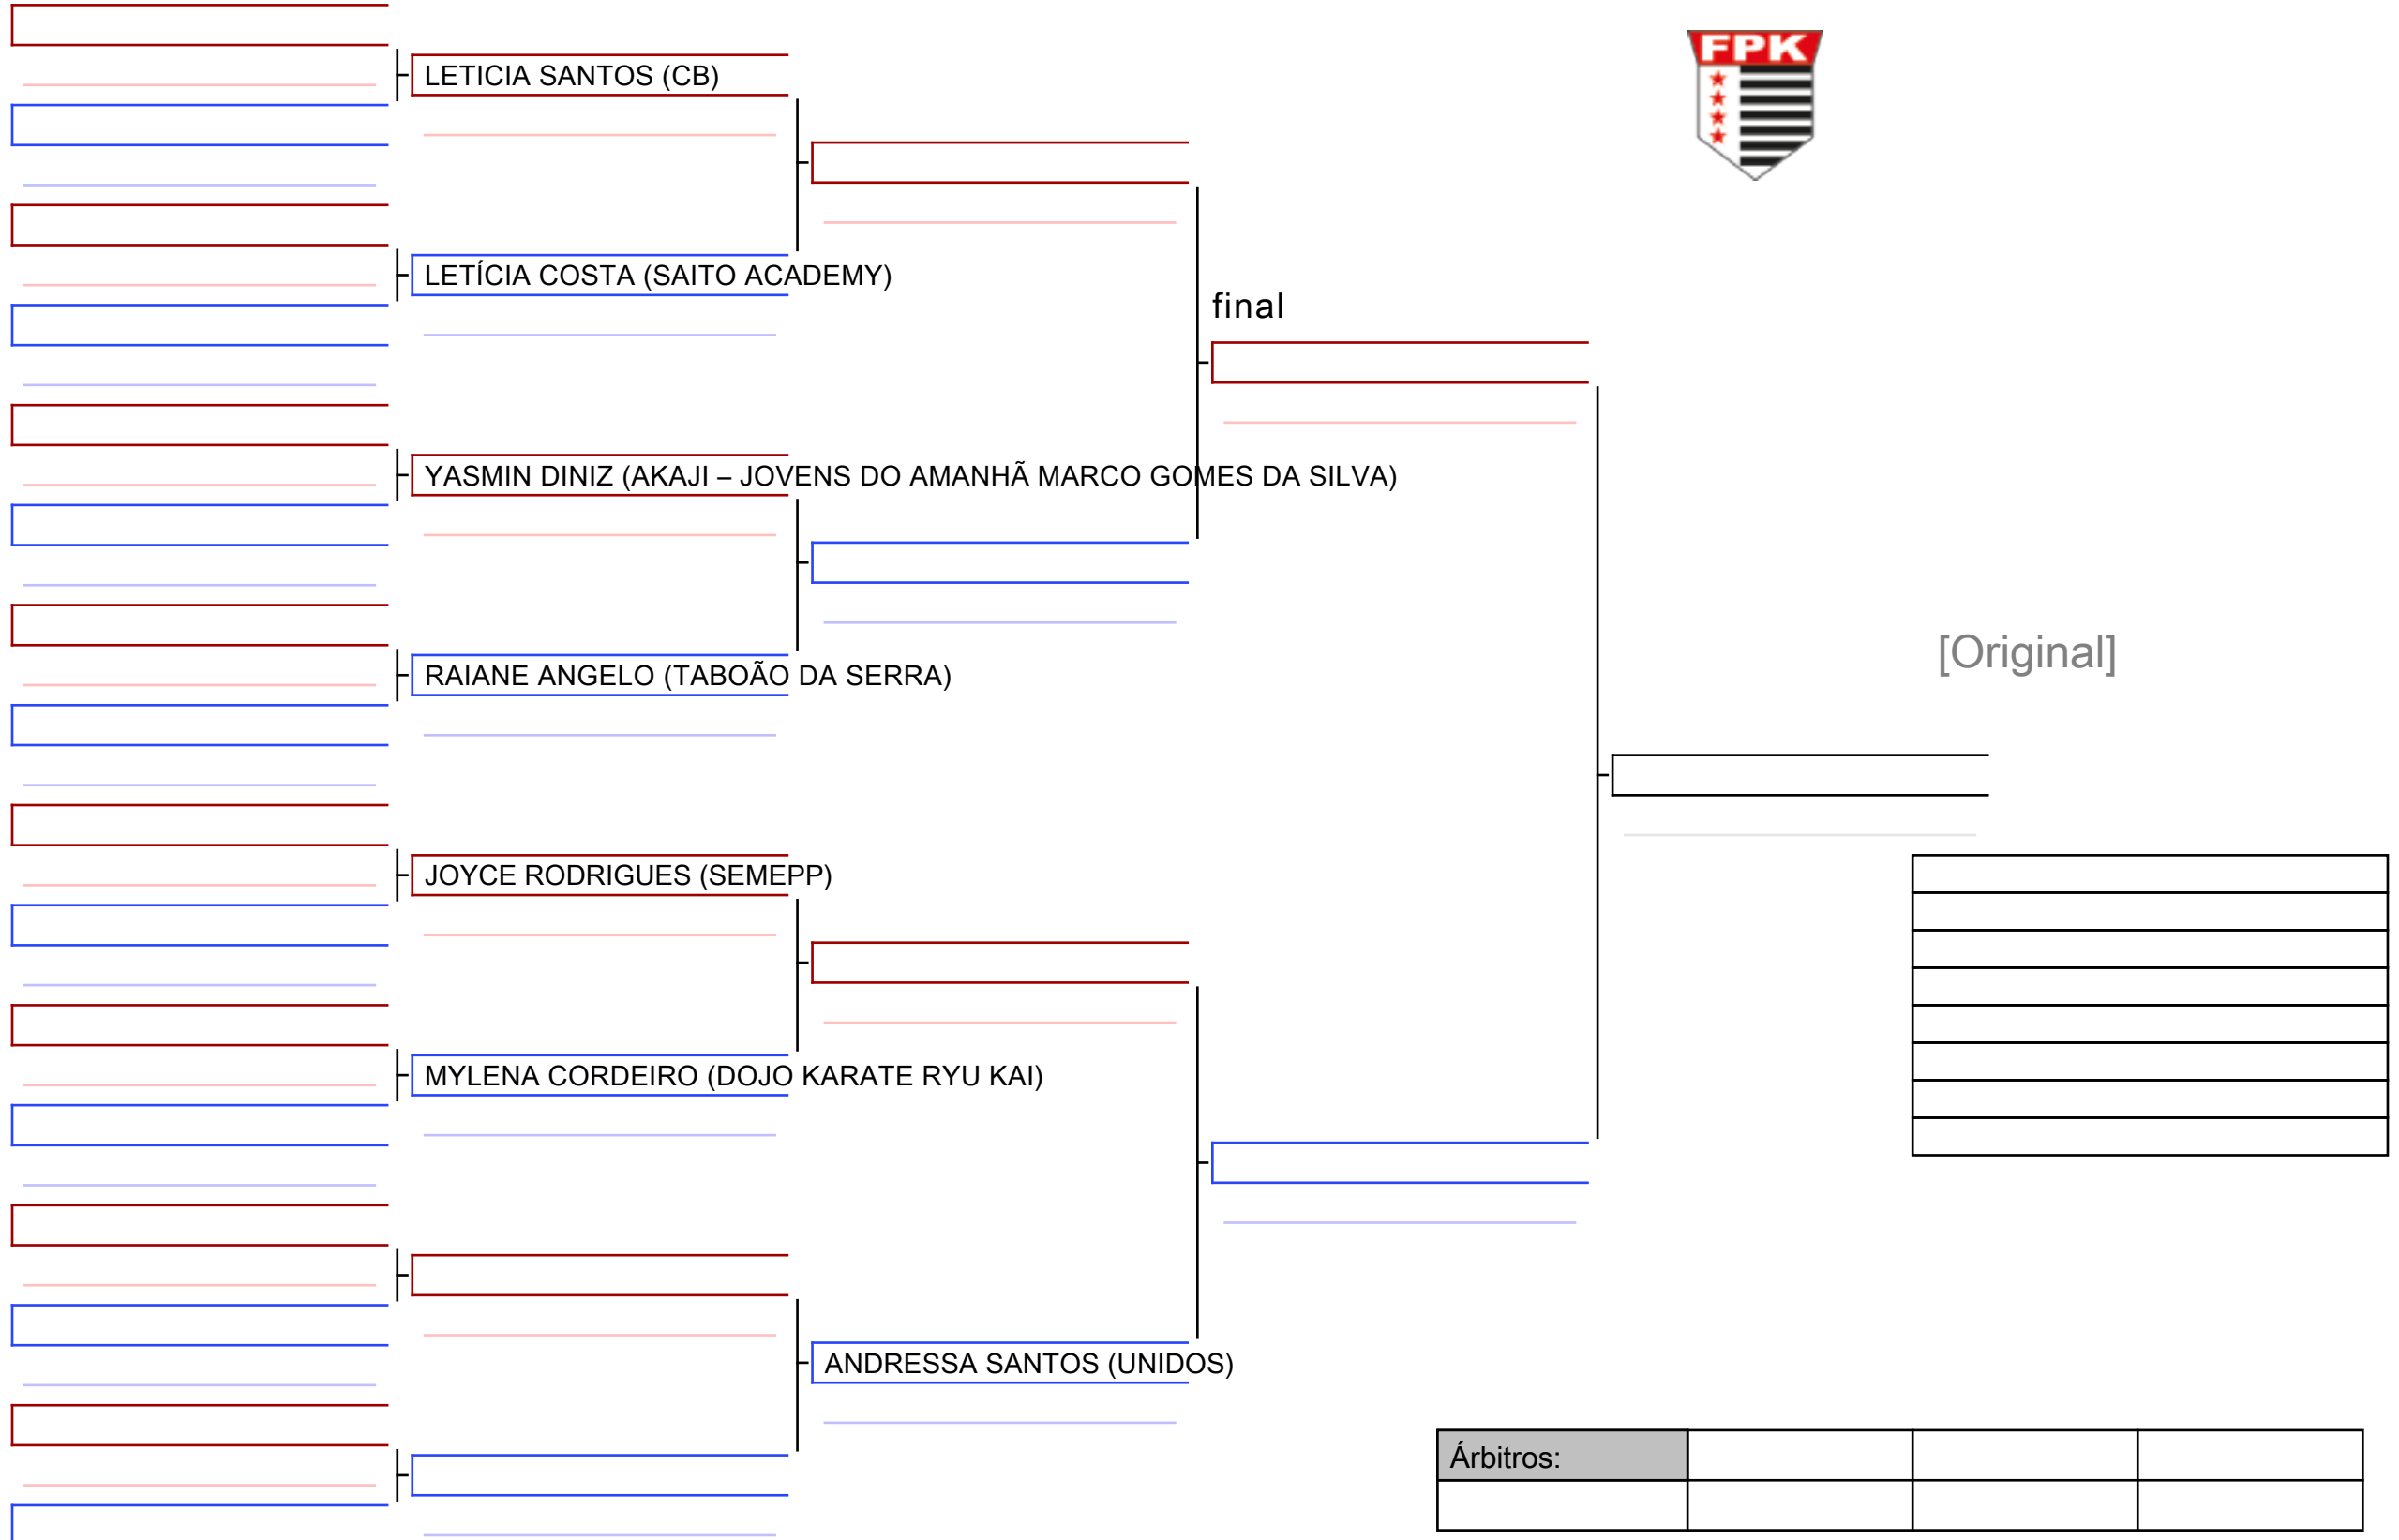 FPK
LETICIA SANTOS (CB)
LETÍCIA COSTA (SAITO ACADEMY)
final
YASMIN DINIZ (AKAJI – JOVENS DO AMANHÃ MARCO GOMES DA SILVA)
[Original]
RAIANE ANGELO (TABOÃO DA SERRA)
JOYCE RODRIGUES (SEMEPP)
MYLENA CORDEIRO (DOJO KARATE RYU KAI)
ANDRESSA SANTOS (UNIDOS)
Árbitros: